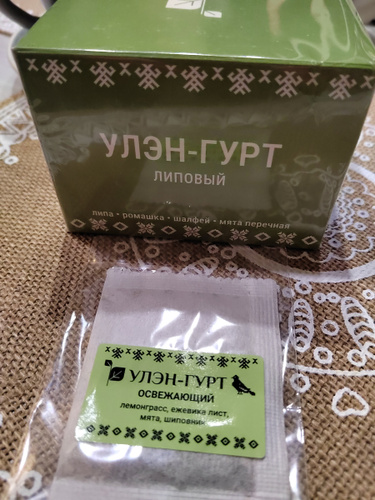 УЛЭН-ГУРТ
ЛИПОВЫЙ
липа • ромашка • шалфей • мята перечная
УЛЭН-ГУРТ
ОСВЕЖАЮЩИЙ
лемонграсс, ежевика лист,
мята, шиповник